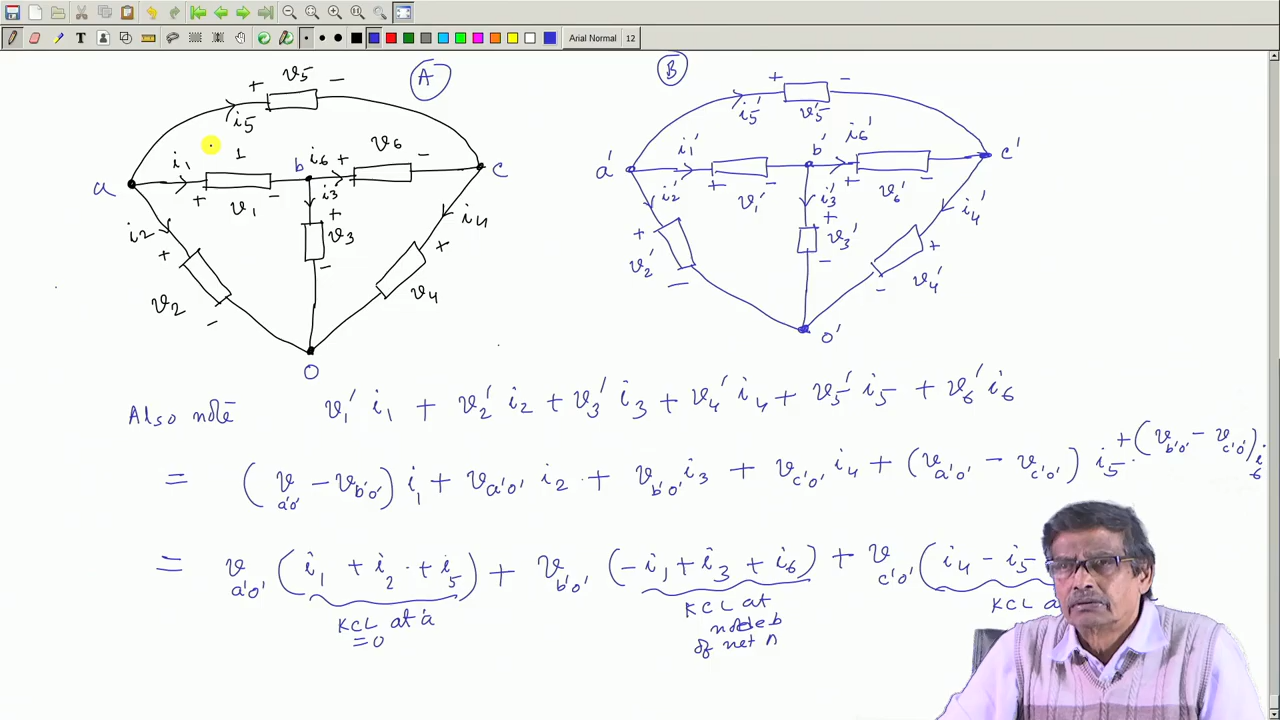 Arial Normal 12
A
B
+ v5 -
i5
i1 1 b i6 + v6 -
a + v1 - i3 c
i2 + v3 - i4
+ v2 - + v4
0
+ v5' -
i5'
a' i1' b' i6' c'
+ v1' - + v6' -
i2' i3' i4'
+ v2' - + v3' - + v4' -
0'
Also note v1' i1 + v2' i2 + v3' i3 + v4' i4 + v5' i5 + v6' i6
= (va'o' - vb'o') i1 + va'o' i2 + vb'o' i3 + vc'o' i4 + (va'o' - vc'o') i5 + (vb'o' - vc'o') i6
= va'o' (i1 + i2 + i5) + vb'o' (-i1 + i3 + i6) + vc'o' (i4 - i5
KCL at a
= 0
KCL at
node b
of net A
KCL at